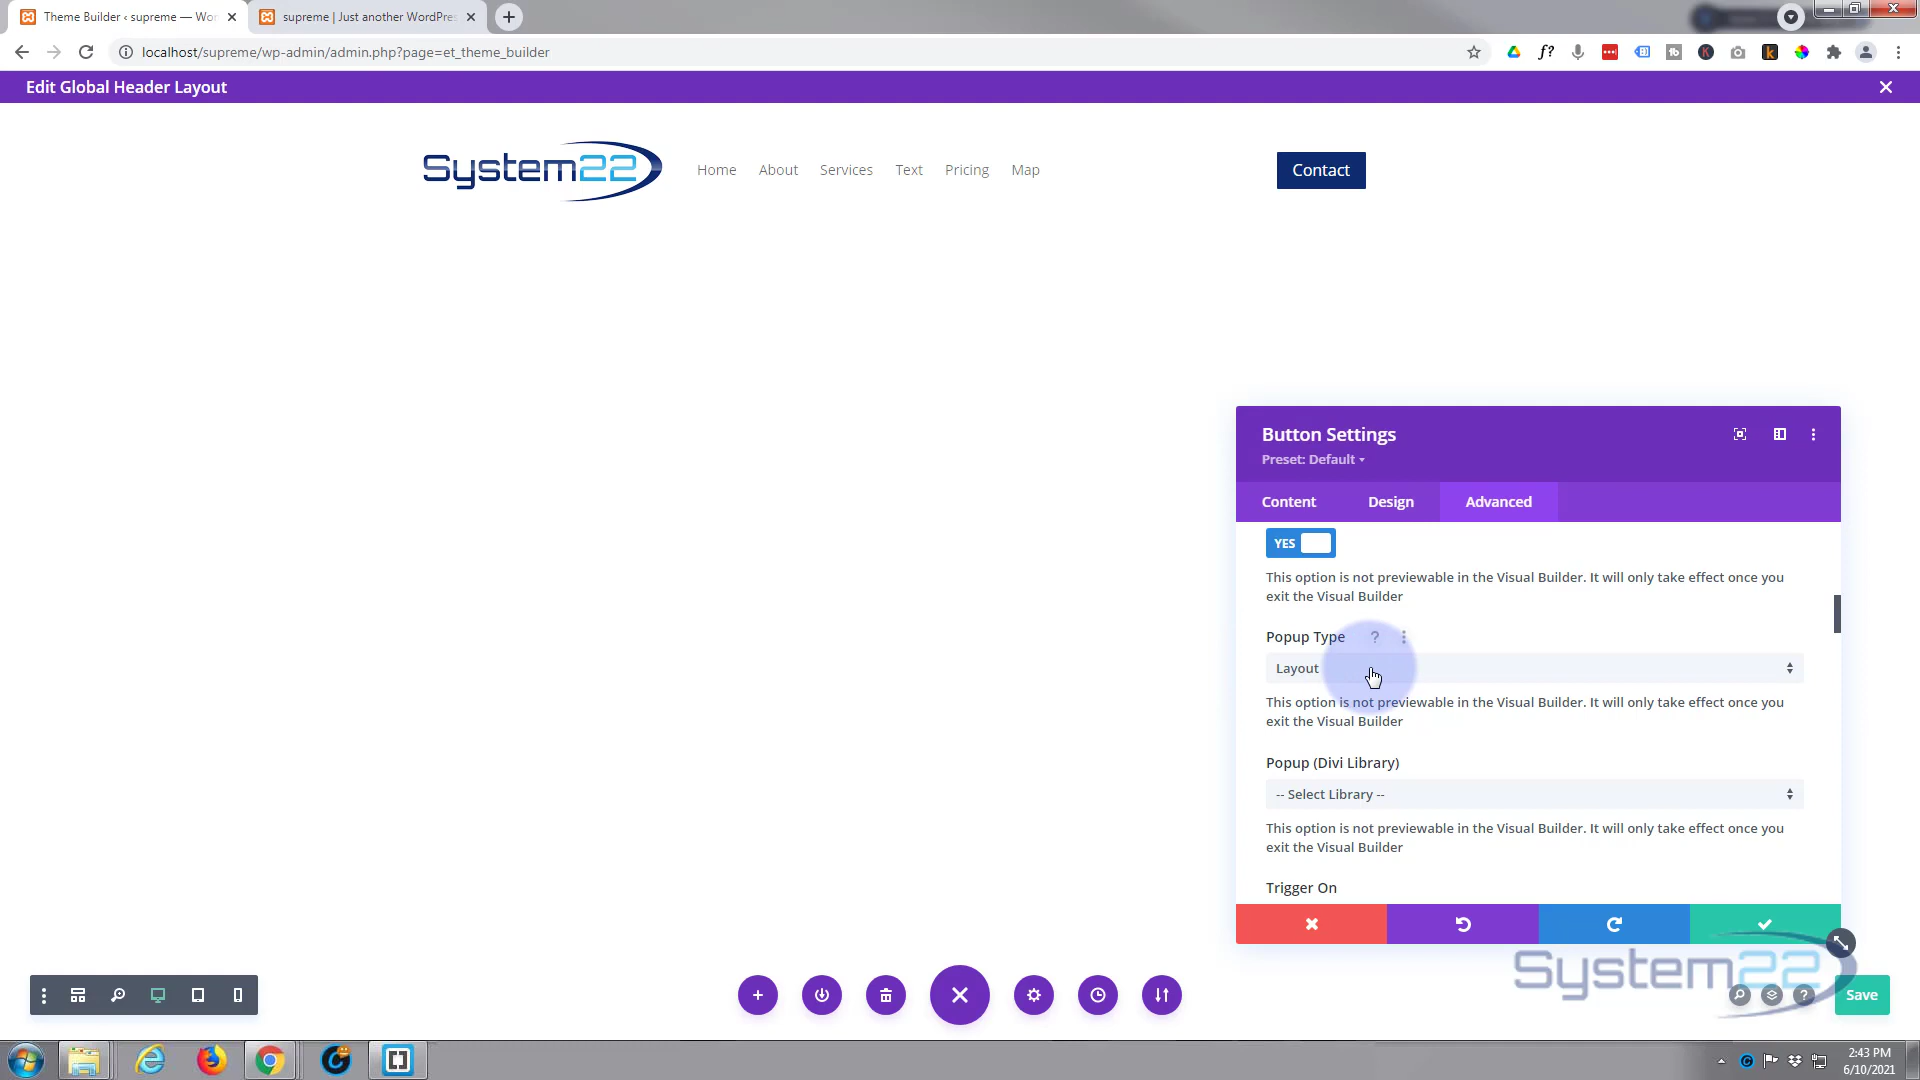 Theme Builder ‹ supreme — Wor
supreme | Just another WordPres
localhost/supreme/wp-admin/admin.php?page=et_theme_builder
Edit Global Header Layout
System22
Home
About
Services
Text
Pricing
Map
Contact
Button Settings
Preset: Default
Content
Design
Advanced
YES
This option is not previewable in the Visual Builder. It will only take effect once you
exit the Visual Builder
Popup Type
Layout
This option is not previewable in the Visual Builder. It will only take effect once you
exit the Visual Builder
Popup (Divi Library)
-- Select Library --
This option is not previewable in the Visual Builder. It will only take effect once you
exit the Visual Builder
Trigger On
System22
Save
2:43 PM
6/10/2021